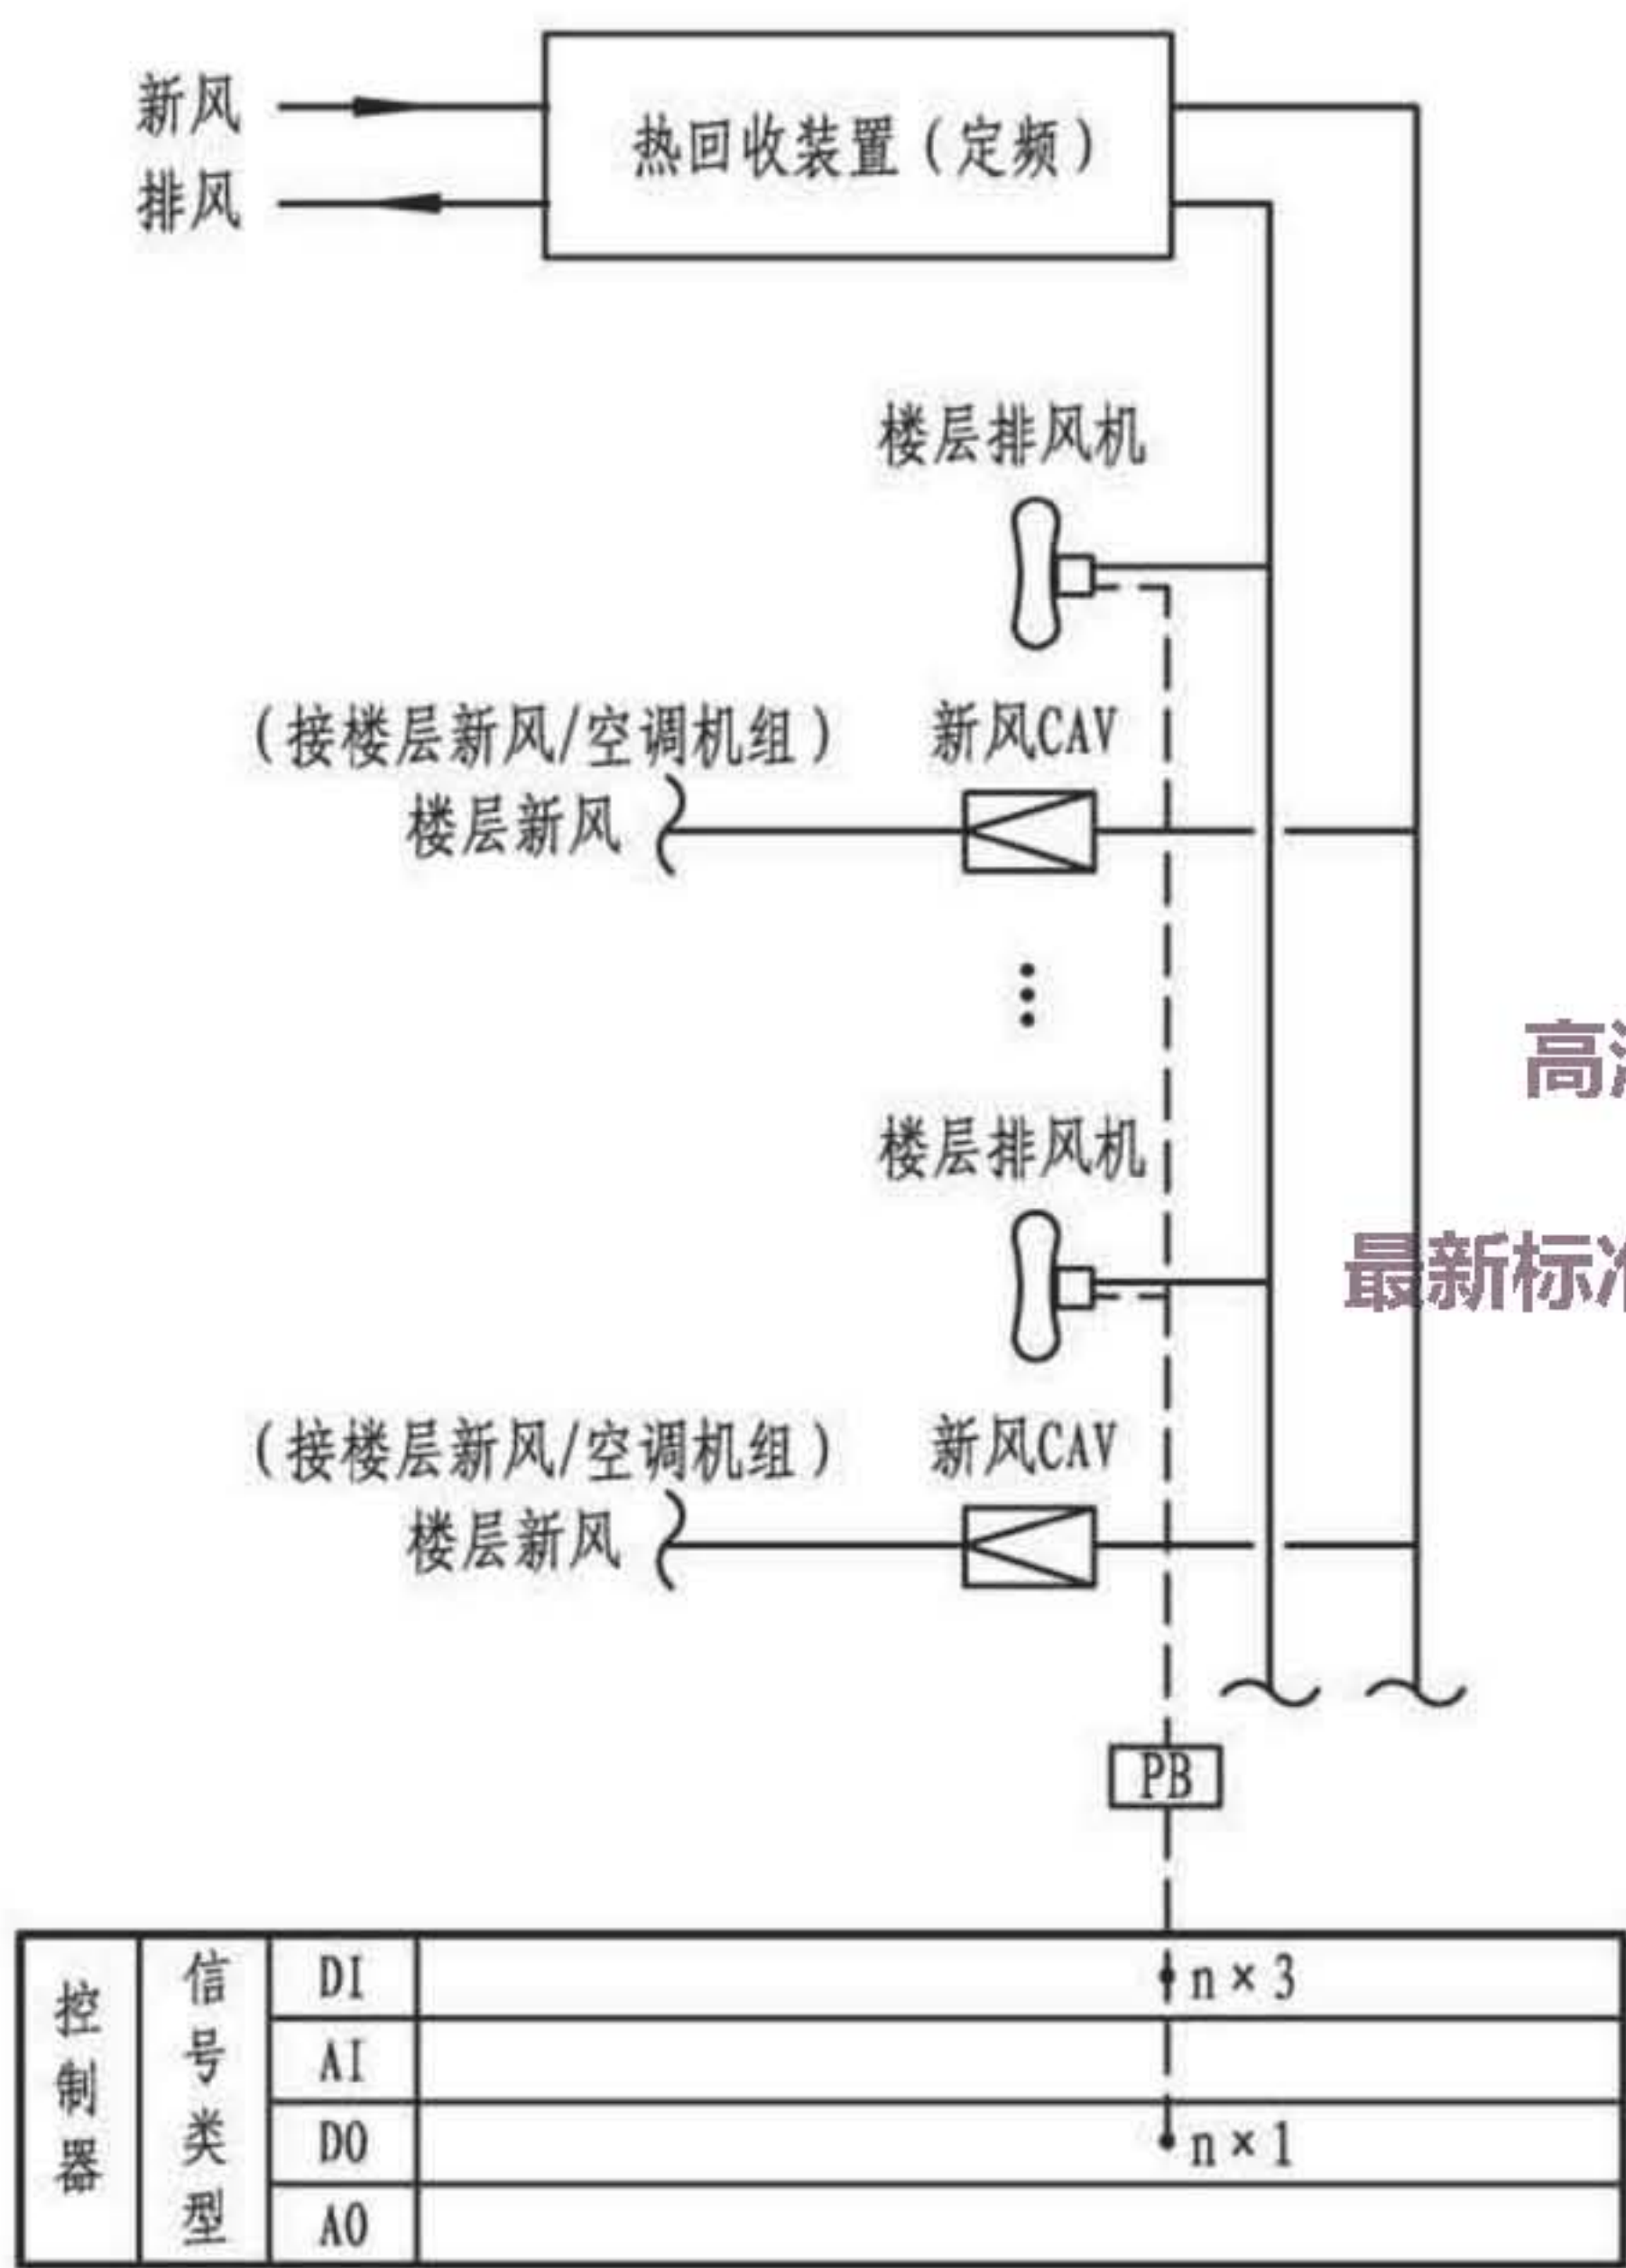 新风
热回收装置（定频）
排风
楼层排风机
（接楼层新风/空调机组） 新风CAV
楼层新风
楼层排风机
最新标准
（接楼层新风/空调机组） 新风CAV
楼层新风
PB
控制器
信号类型
DI n×3
AI
DO n×1
AO